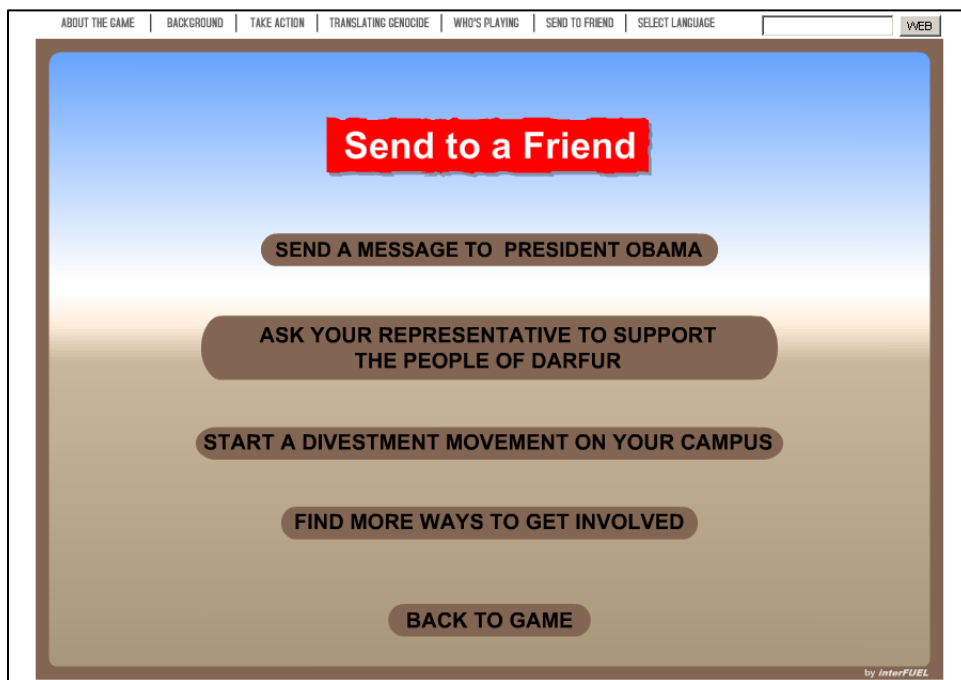 ABOUT THE GAME | BACKGROUND | TAKE ACTION | TRANSLATING GENOCIDE | WHO'S PLAYING | SEND TO FRIEND | SELECT LANGUAGE WEB
Send to a Friend
SEND A MESSAGE TO PRESIDENT OBAMA
ASK YOUR REPRESENTATIVE TO SUPPORT
THE PEOPLE OF DARFUR
START A DIVESTMENT MOVEMENT ON YOUR CAMPUS
FIND MORE WAYS TO GET INVOLVED
BACK TO GAME
by interFUEL